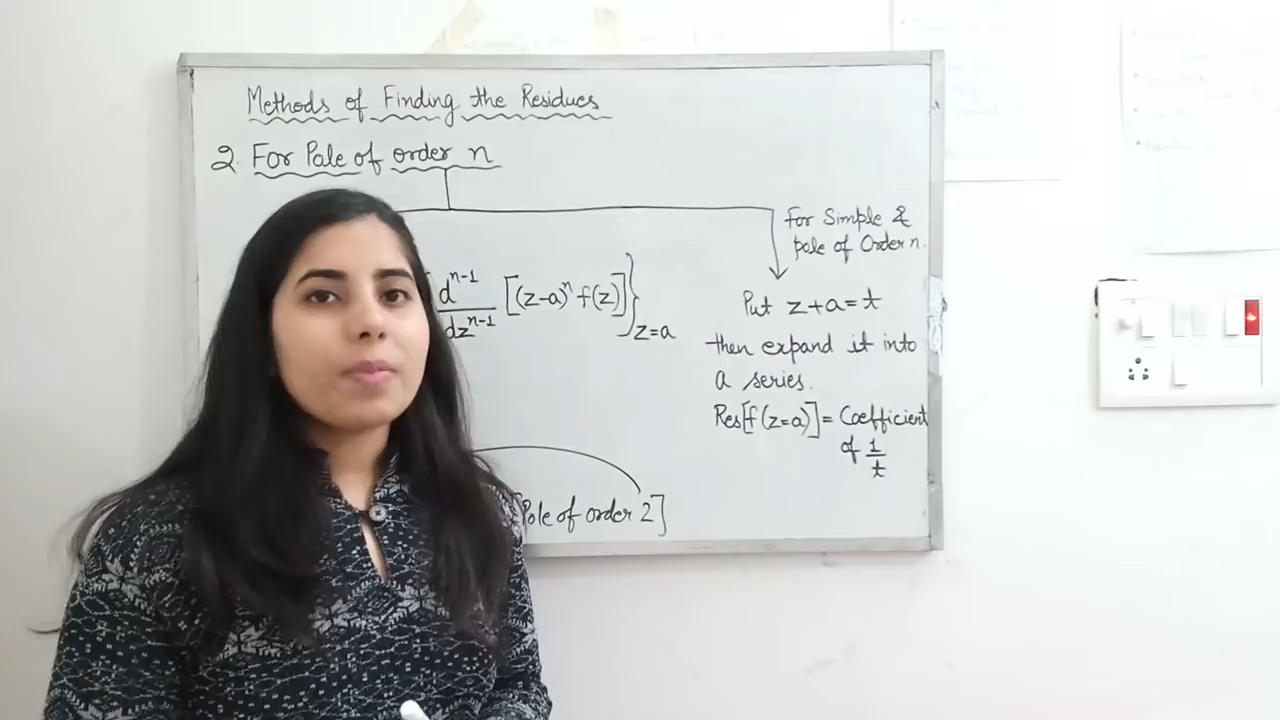 Methods of Finding the Residues
2. For Pole of order n
For Simple &
pole of Order n.
d^{n-1}
dz^{n-1} [(z-a)^n f(z)]} z=a
Put z+a=t
then expand it into
a series.
Res[f(z=a)] = Coefficient
of 1/t
[Pole of order 2]